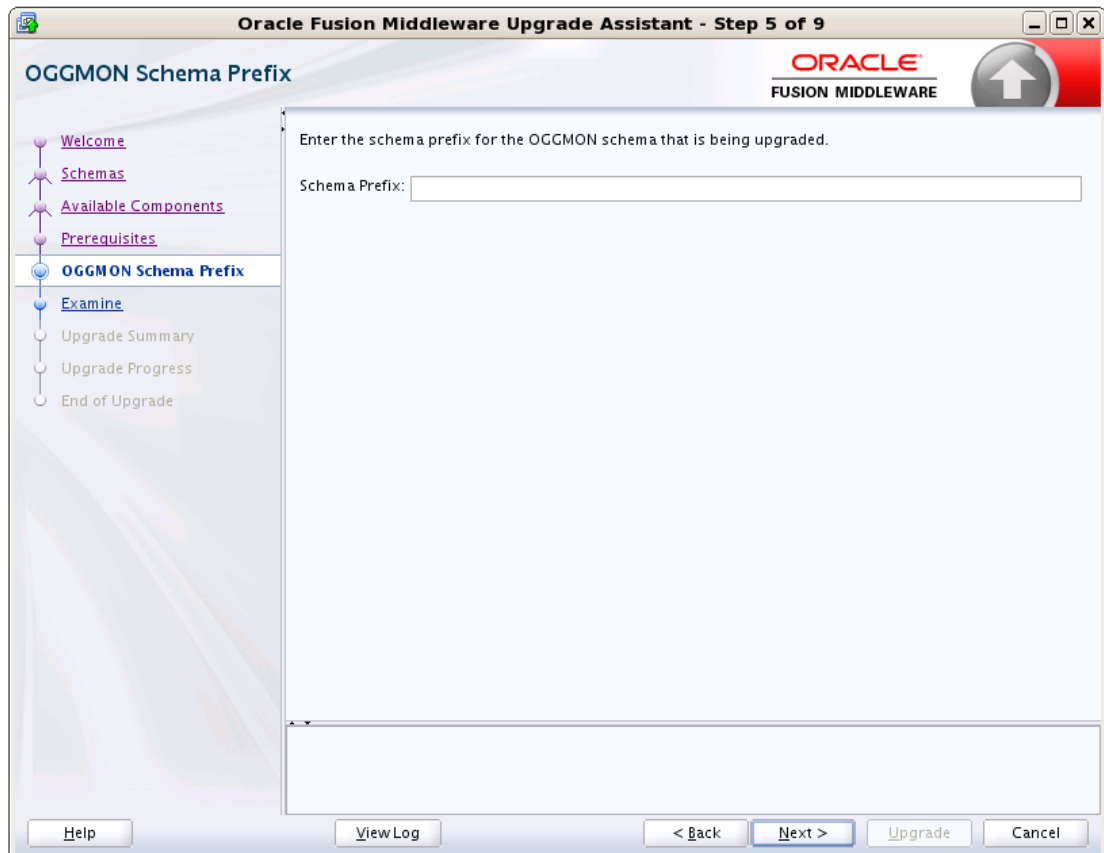 Oracle Fusion Middleware Upgrade Assistant - Step 5 of 9
OGGMON Schema Prefix
ORACLE
FUSION MIDDLEWARE
Welcome
Schemas
Available Components
Prerequisites
OGGMON Schema Prefix
Examine
Upgrade Summary
Upgrade Progress
End of Upgrade
Enter the schema prefix for the OGGMON schema that is being upgraded.
Schema Prefix:
Help
View Log
< Back
Next >
Upgrade
Cancel